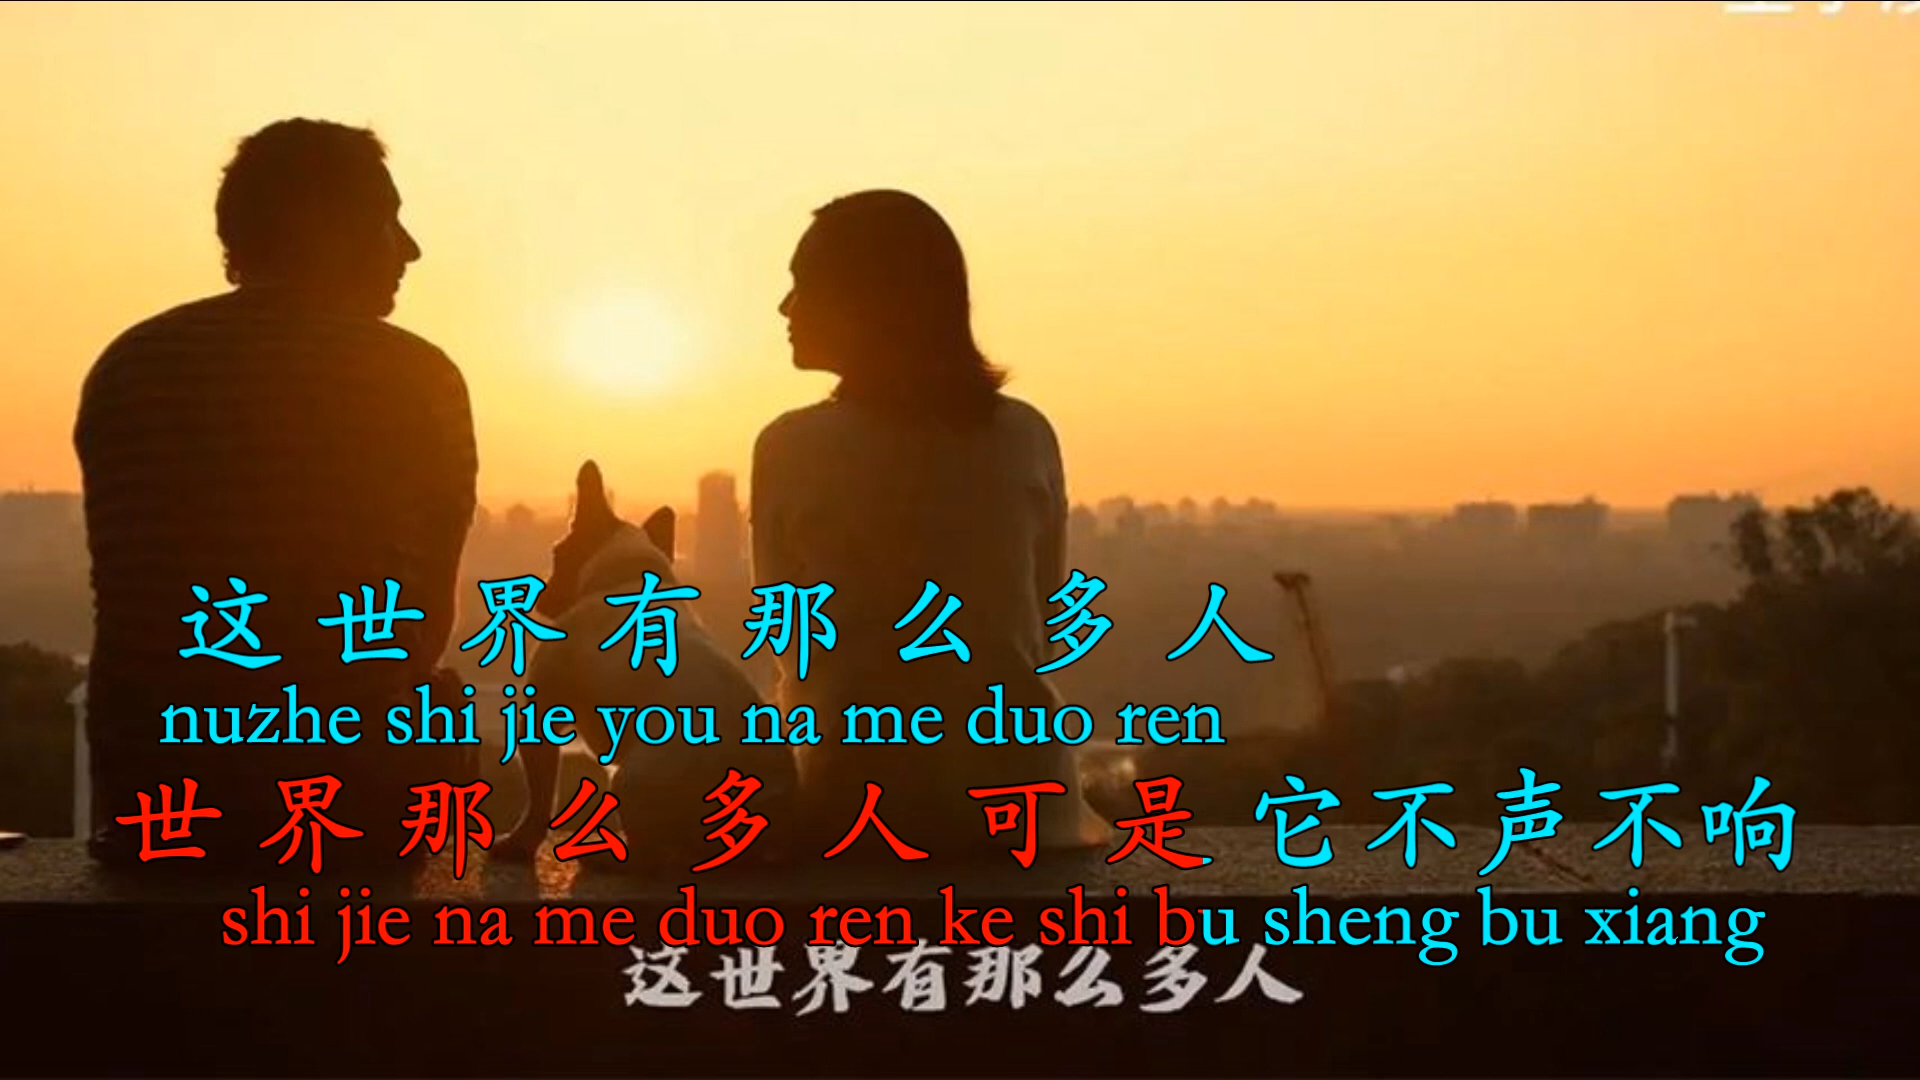 这世界有那么多人
nuzhe shi jie you na me duo ren
世界那么多人可是它不声不响
shi jie na me duo ren ke shi bu sheng bu xiang
这世界有那么多人